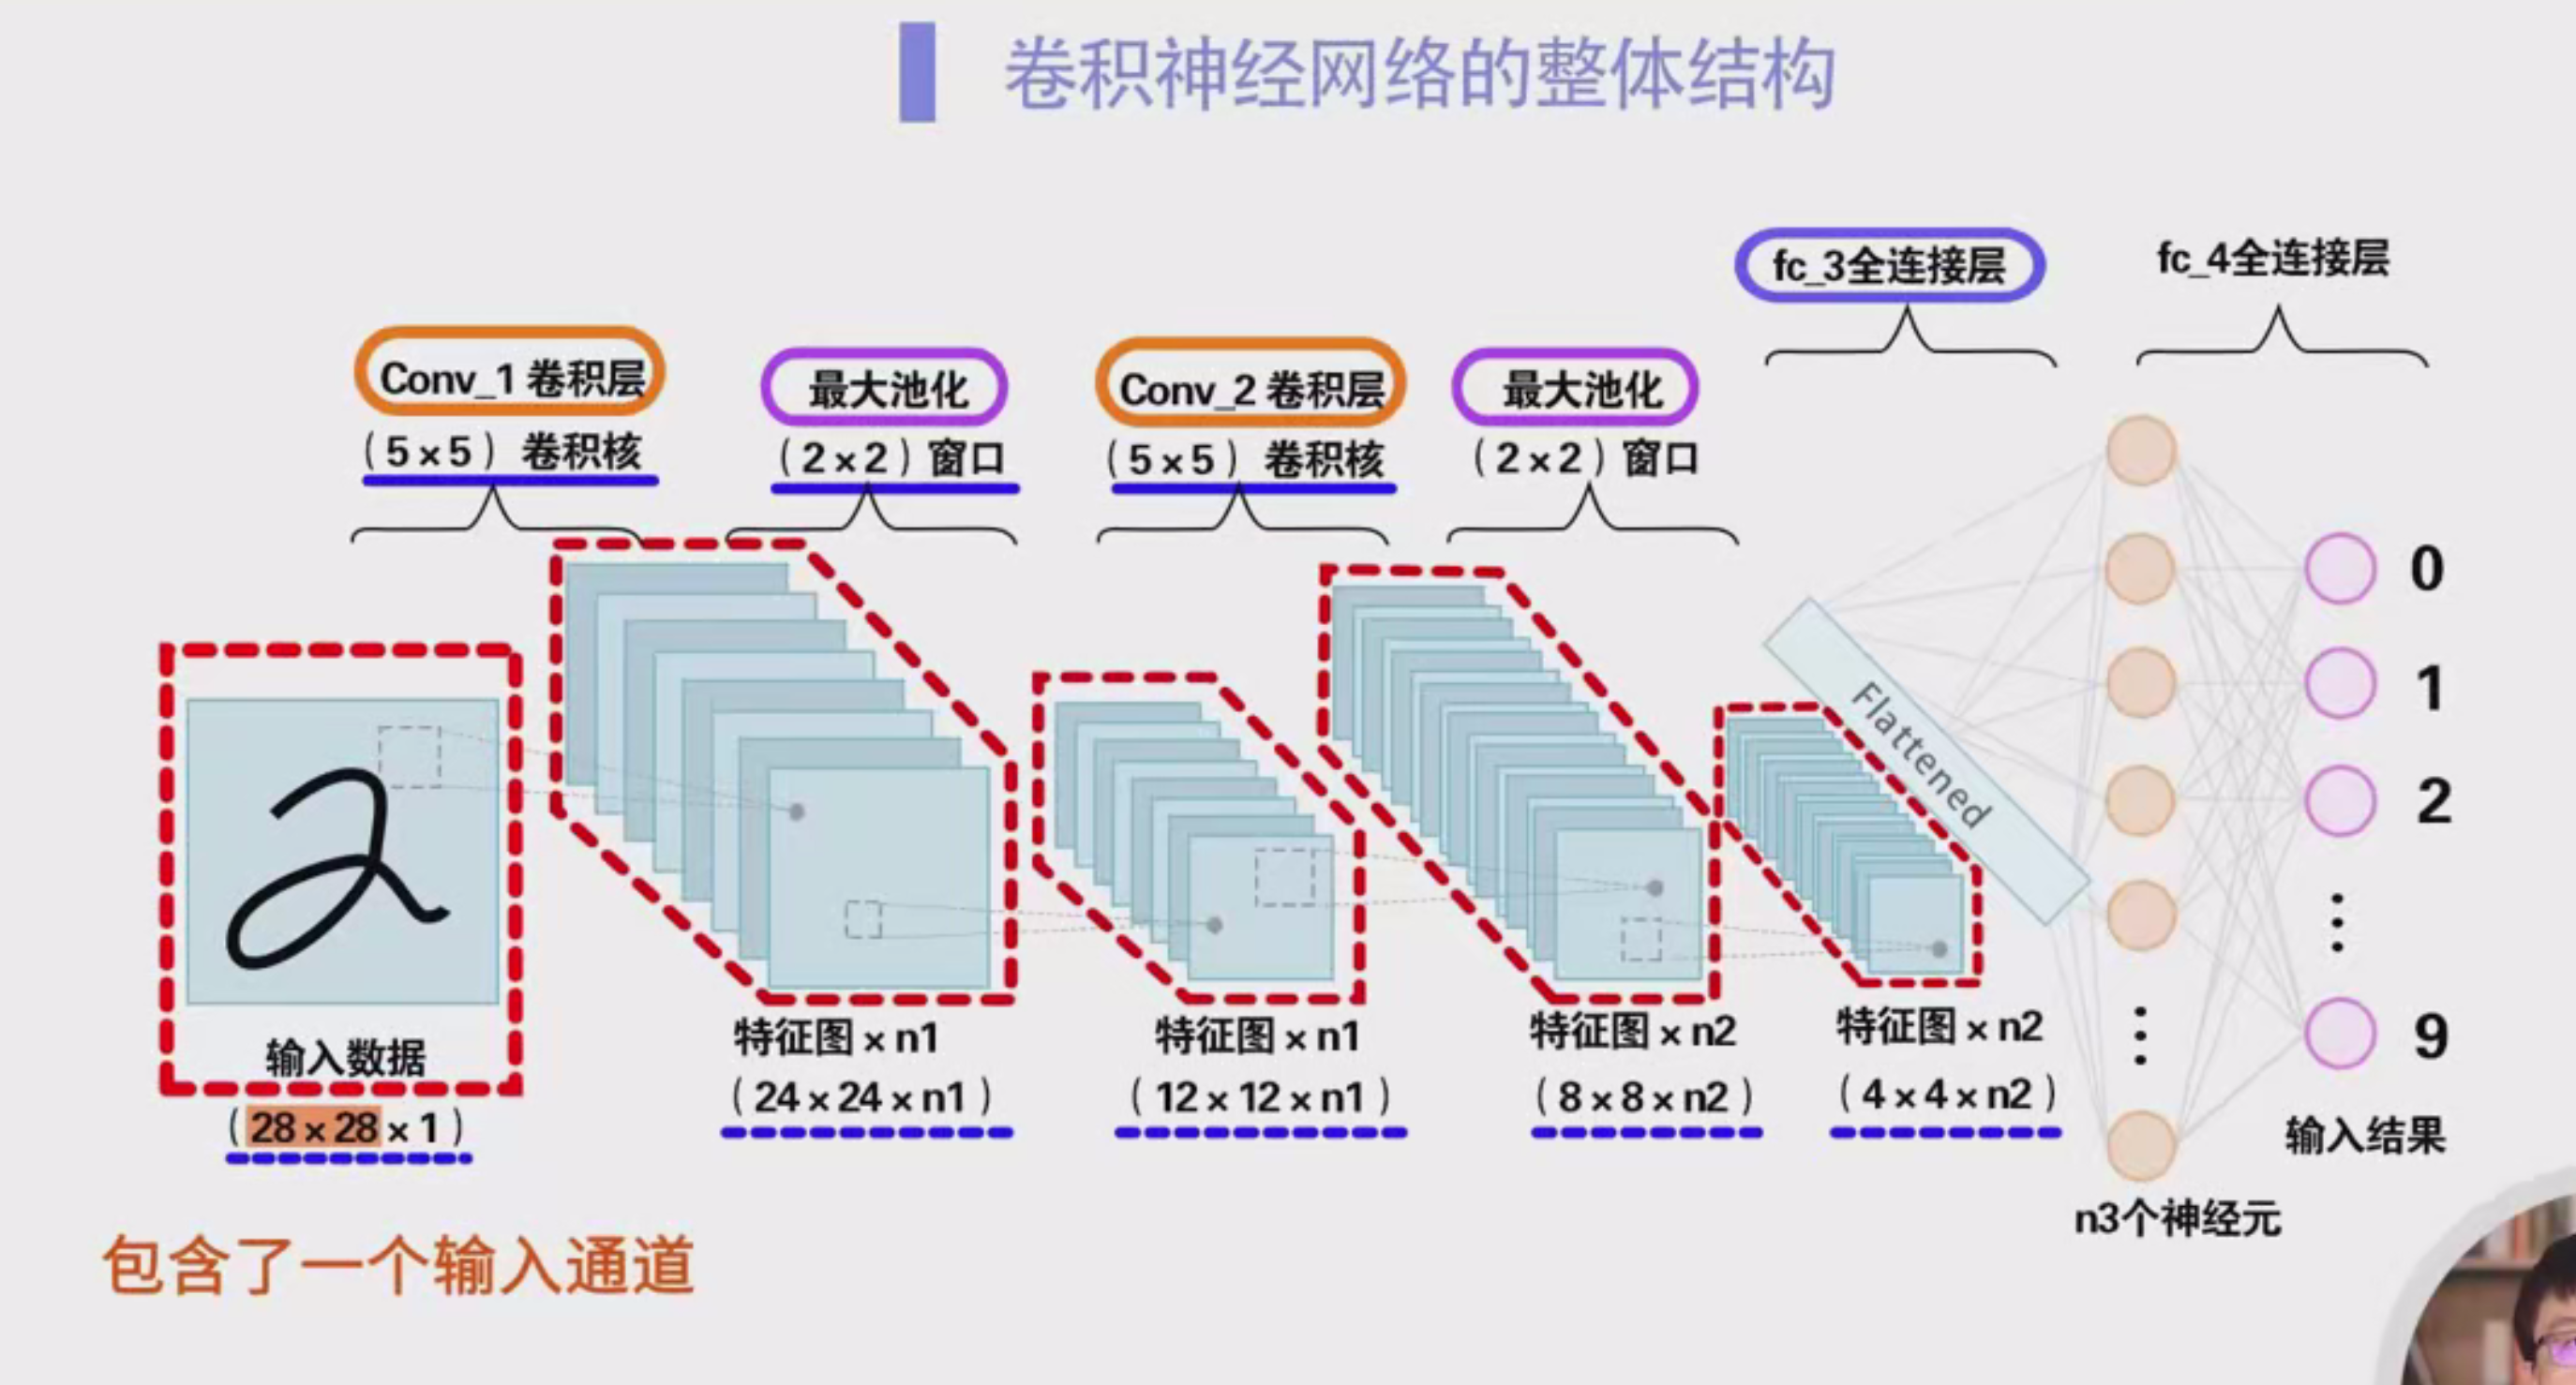 卷积神经网络的整体结构
fc_3全连接层
fc_4全连接层
Conv_1 卷积层
(5×5) 卷积核
最大池化
(2×2) 窗口
Conv_2 卷积层
(5×5) 卷积核
最大池化
(2×2) 窗口
输入数据
(28×28×1)
特征图×n1
(24×24×n1)
特征图×n1
(12×12×n1)
特征图×n2
(8×8×n2)
特征图×n2
(4×4×n2)
Flattened
n3个神经元
0
1
2
9
输入结果
包含了一个输入通道